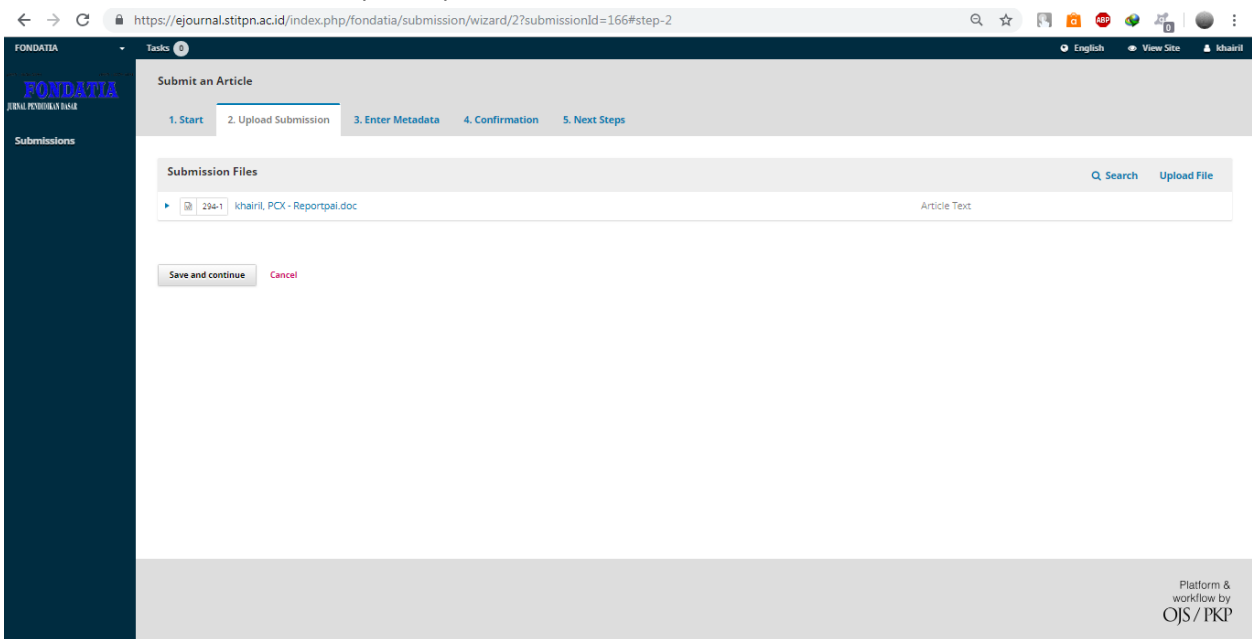 https://ejournal.stitpn.ac.id/index.php/fondatia/submission/wizard/2?submissionId=166#step-2
ABP
0
FONDATIA
Tasks 0
English
View Site
khairil
FONDATIA
JURNAL PENDIDIKAN DASAR
Submissions
Submit an Article
1. Start
2. Upload Submission
3. Enter Metadata
4. Confirmation
5. Next Steps
Submission Files
Search
Upload File
294-1 khairil, PCX - Reportpai.doc
Article Text
Save and continue
Cancel
Platform &
workflow by
OJS / PKP